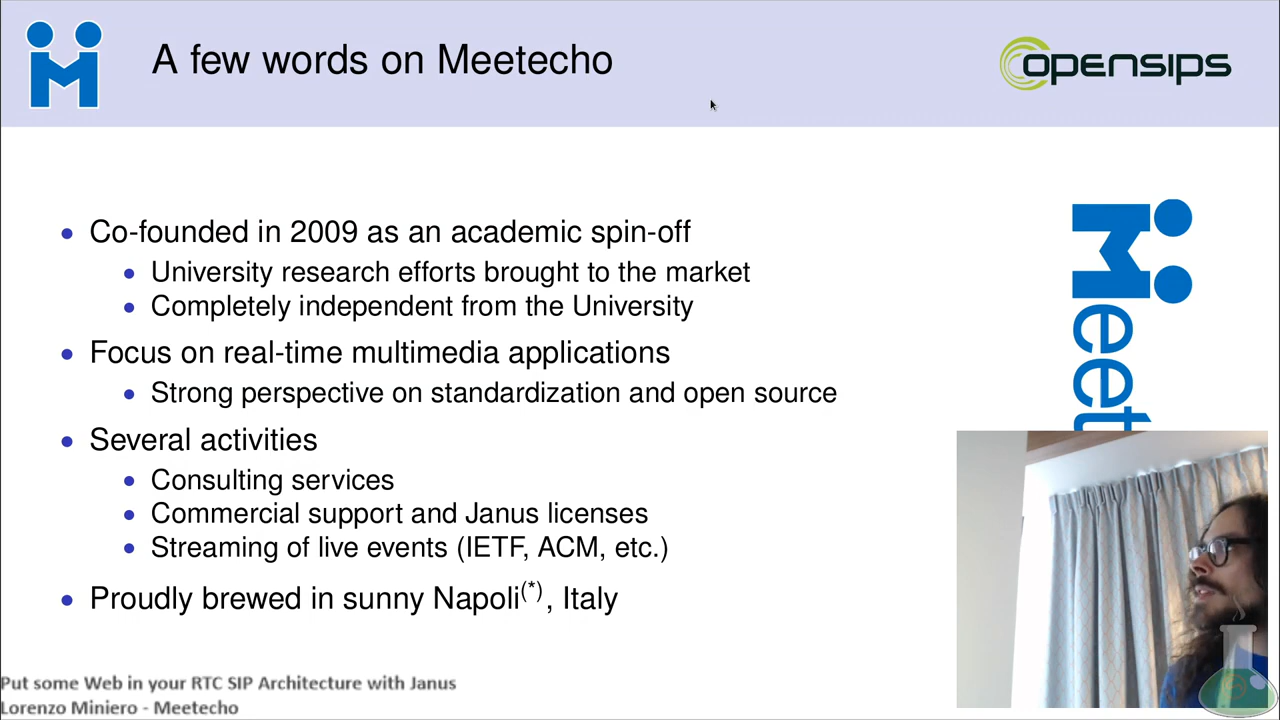 A few words on Meetecho
opensips
Co-founded in 2009 as an academic spin-off
University research efforts brought to the market
Completely independent from the University
Focus on real-time multimedia applications
Strong perspective on standardization and open source
Several activities
Consulting services
Commercial support and Janus licenses
Streaming of live events (IETF, ACM, etc.)
Proudly brewed in sunny Napoli(*), Italy
Meet
Put some Web in your RTC SIP Architecture with Janus
Lorenzo Miniero - Meetecho